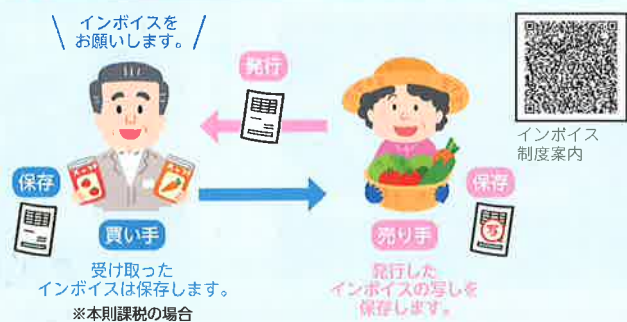 インボイスを
お願いします。
発行
インボイス
制度案内
保存
買い手
受け取った
インボイスは保存します。
※本則課税の場合
保存
写
売り手
発行した
インボイスの写しを
保存します。